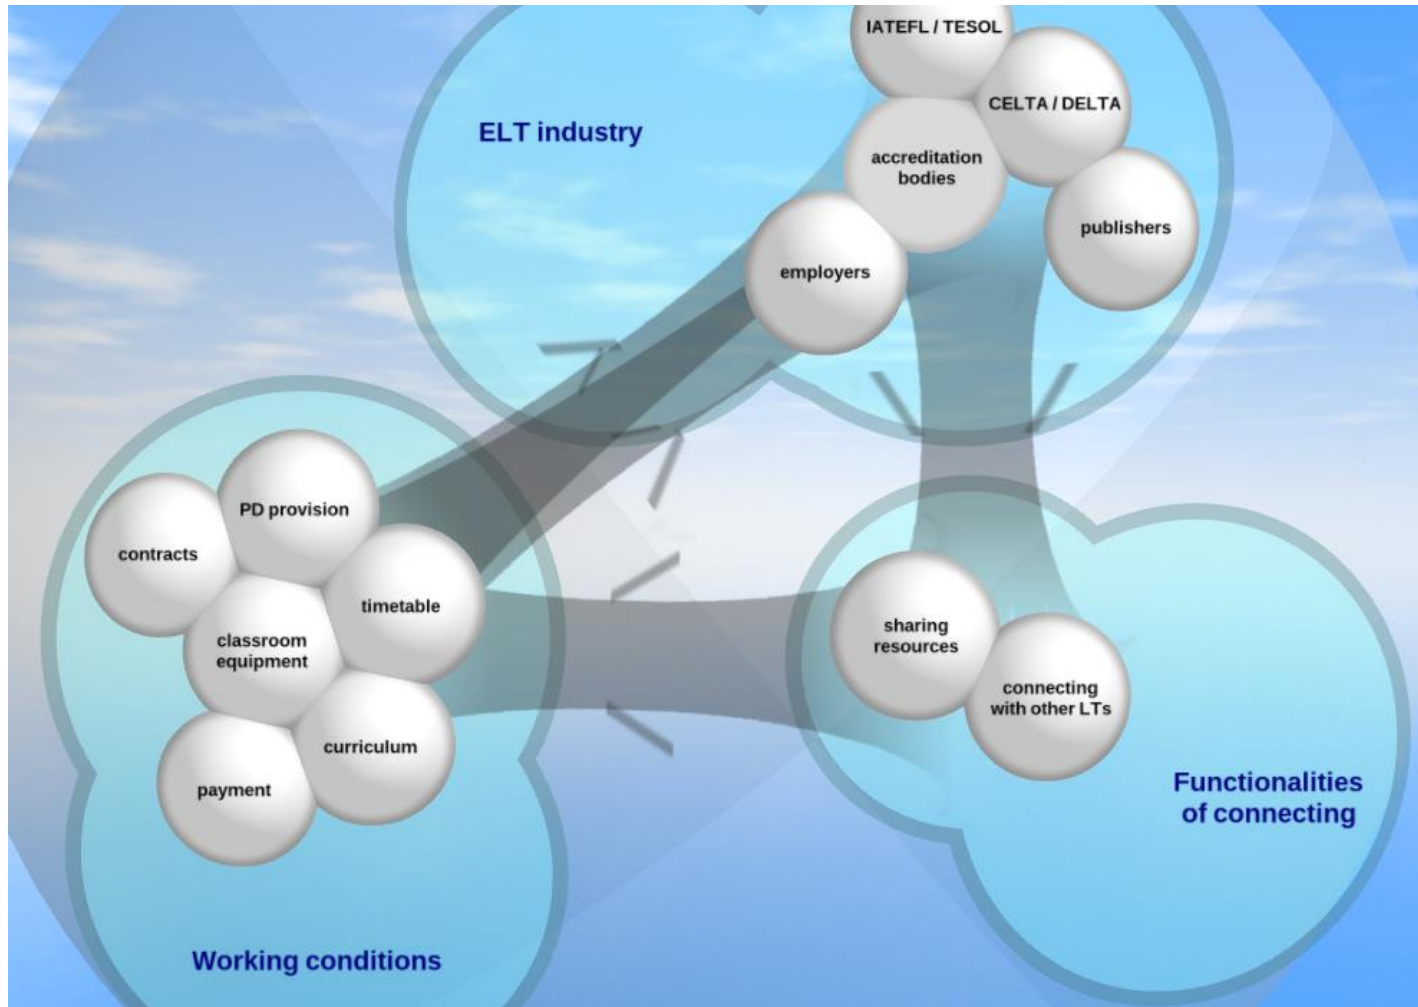 IATEFL / TESOL
CELTA / DELTA
ELT industry
accreditation
bodies
publishers
employers
PD provision
contracts
timetable
classroom
equipment
sharing
resources
connecting
with other LTs
curriculum
payment
Functionalities
of connecting
Working conditions